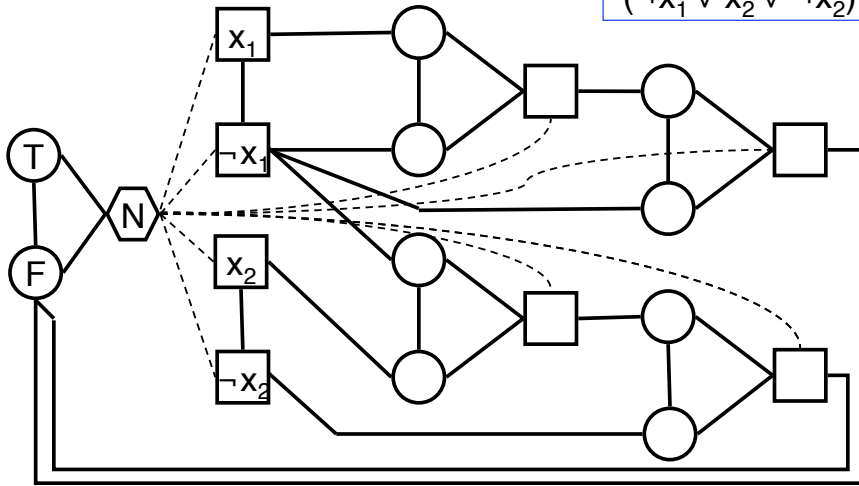 (¬x₁ ∨ x₂ ∨ ¬x₂)
x₁
¬x₁
T
N
F
x₂
¬x₂